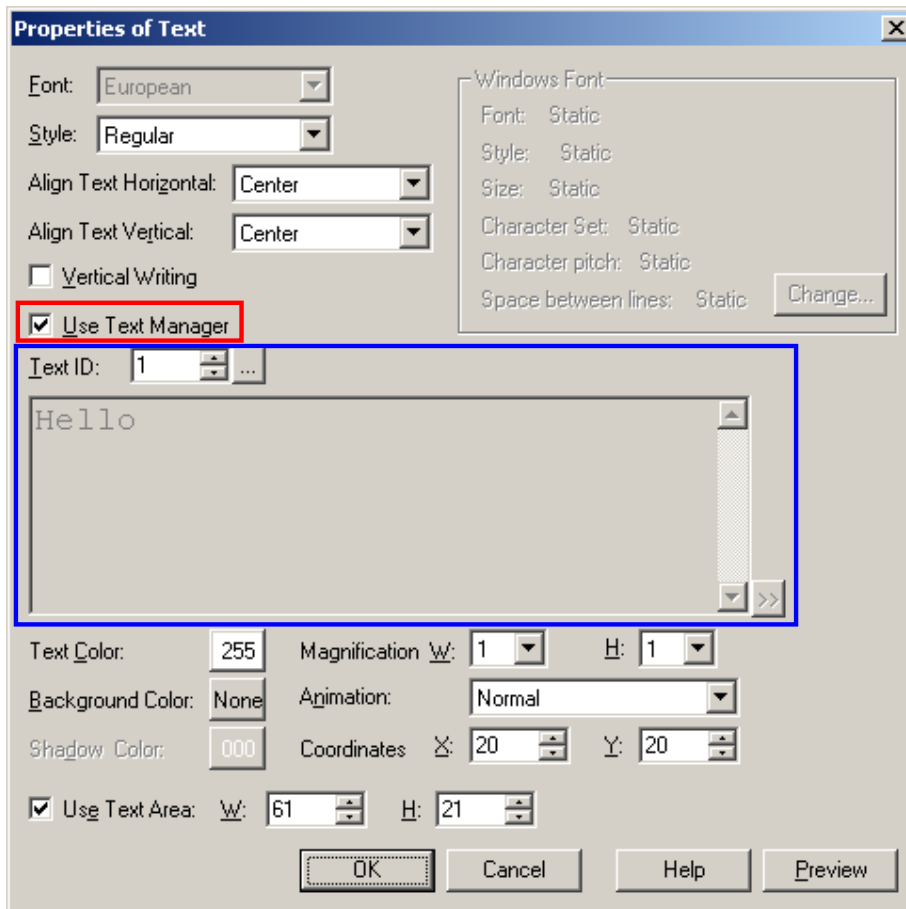 Properties of Text
Font: European
Style: Regular
Align Text Horizontal: Center
Align Text Vertical: Center
Vertical Writing
Use Text Manager
Windows Font
Font: Static
Style: Static
Size: Static
Character Set: Static
Character pitch: Static
Space between lines: Static
Change...
Text ID: 1 ...
Hello
>>
Text Color: 255 Magnification W: 1 H: 1
Background Color: None Animation: Normal
Shadow Color: 000 Coordinates X: 20 Y: 20
Use Text Area: W: 61 H: 21
OK Cancel Help Preview